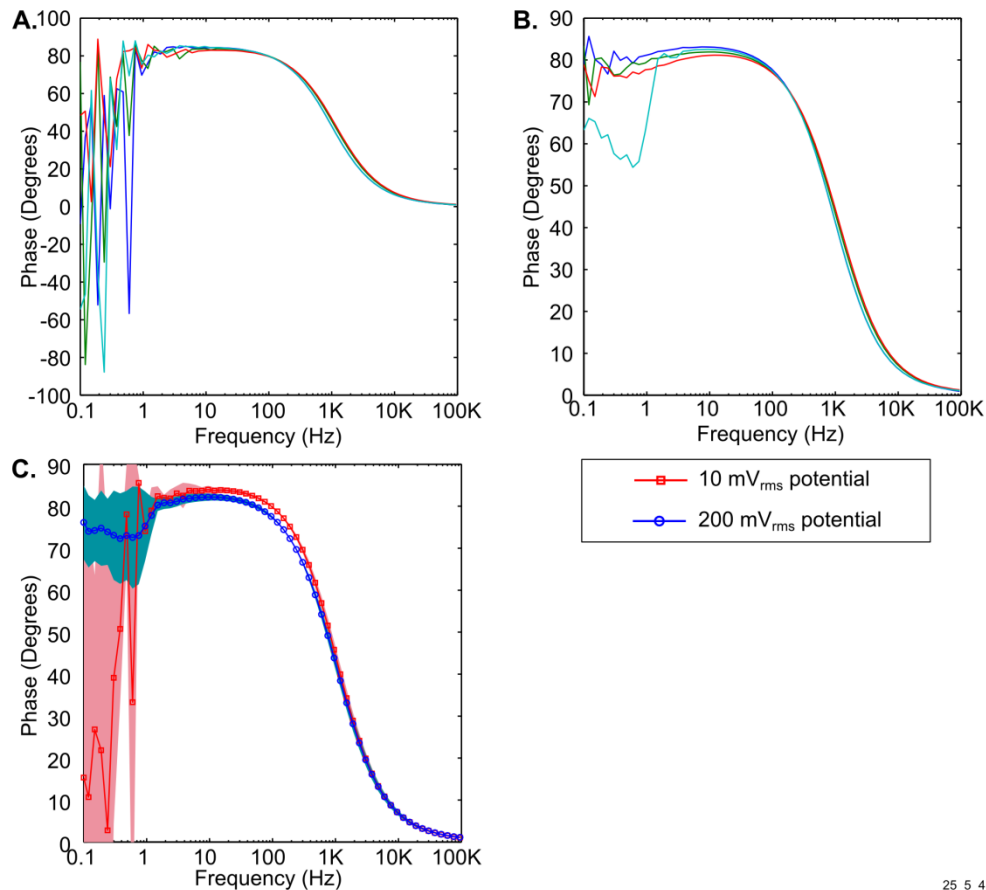 A.
100
80
60
40
20
0
-20
-40
-60
-80
-100
Phase (Degrees)
0.1 1 10 100 1K 10K 100K
Frequency (Hz)
B.
90
80
70
60
50
40
30
20
10
0
Phase (Degrees)
0.1 1 10 100 1K 10K 100K
Frequency (Hz)
10 mVrms potential
200 mVrms potential
C.
90
80
70
60
50
40
30
20
10
0
Phase (Degrees)
0.1 1 10 100 1K 10K 100K
Frequency (Hz)
25 5 4